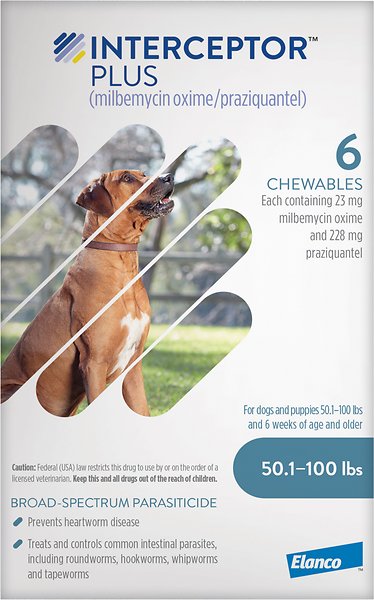 INTERCEPTOR™
PLUS
(milbemycin oxime/praziquantel)
6
CHEWABLES
Each containing 23 mg
milbemycin oxime
and 228 mg
praziquantel
For dogs and puppies 50.1–100 lbs
and 6 weeks of age and older
50.1–100 lbs
Caution: Federal (USA) law restricts this drug to use by or on the order of a
licensed veterinarian. Keep this and all drugs out of the reach of children.
BROAD-SPECTRUM PARASITICIDE
Prevents heartworm disease
Treats and controls common intestinal parasites,
including roundworms, hookworms, whipworms
and tapeworms
Elanco